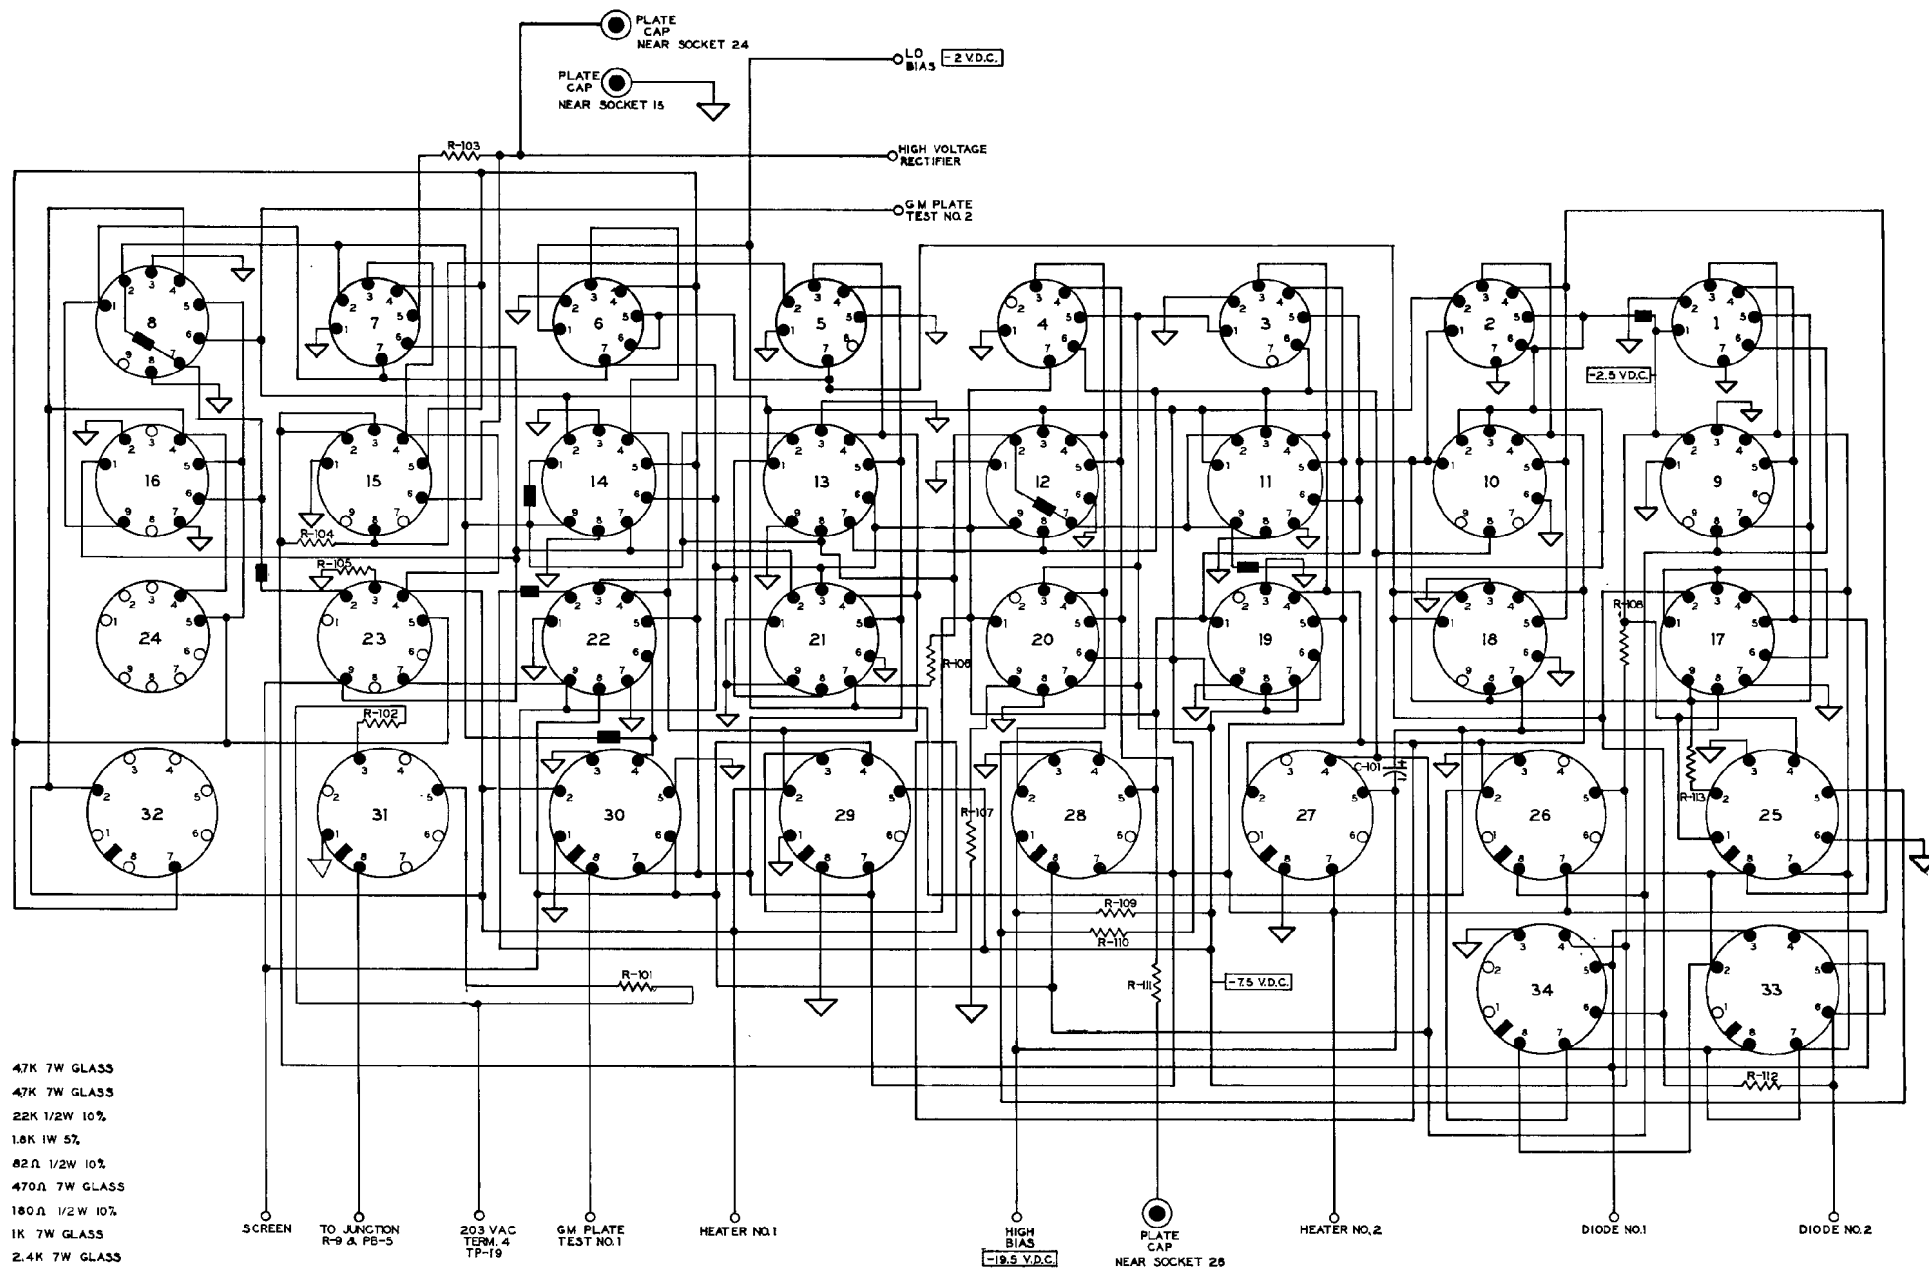 PLATE
CAP
NEAR SOCKET 24
LO
BIAS
-2 V.D.C.
PLATE
CAP
NEAR SOCKET 15
R-103
HIGH VOLTAGE
RECTIFIER
GM PLATE
TEST NO. 2
8
7
6
5
4
3
2
1
-2.5 V.D.C.
16
15
14
13
12
11
10
9
R-104
R-105
24
23
22
21
20
19
18
17
R-106
R-108
R-102
C-101
R-107
R-113
32
31
30
29
28
27
26
25
R-109
R-110
R-101
R-111
-7.5 V.D.C.
34
33
R-112
4.7K 7W GLASS
47K 7W GLASS
22K 1/2W 10%
1.8K 1W 5%
82Ω 1/2W 10%
470Ω 7W GLASS
180Ω 1/2W 10%
1K 7W GLASS
2.4K 7W GLASS
SCREEN
TO JUNCTION
R-9 & PB-5
203 VAC
TERM. 4
TP-19
GM PLATE
TEST NO.1
HEATER NO.1
HIGH
BIAS
-19.5 V.D.C.
PLATE
CAP
NEAR SOCKET 26
HEATER NO.2
DIODE NO.1
DIODE NO.2